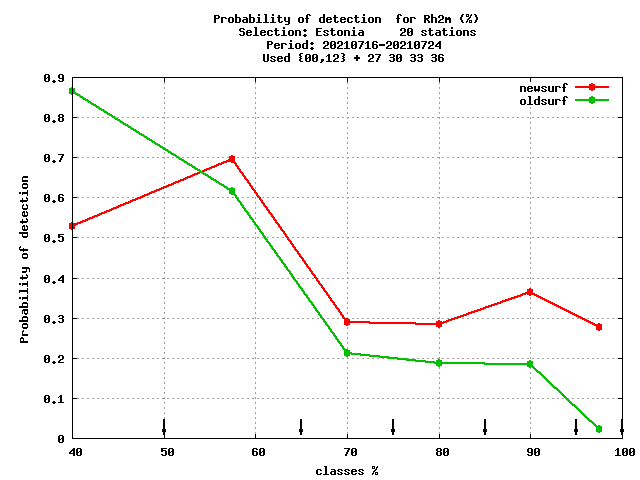 Probability of detection  for Rh2m (%)
Selection: Estonia     20 stations
Period: 20210716-20210724
Used {00,12} + 27 30 33 36
newsurf
oldsurf
0.9
0.8
0.7
0.6
0.5
0.4
0.3
0.2
0.1
0
Probability of detection
40 50 60 70 80 90 100
classes %